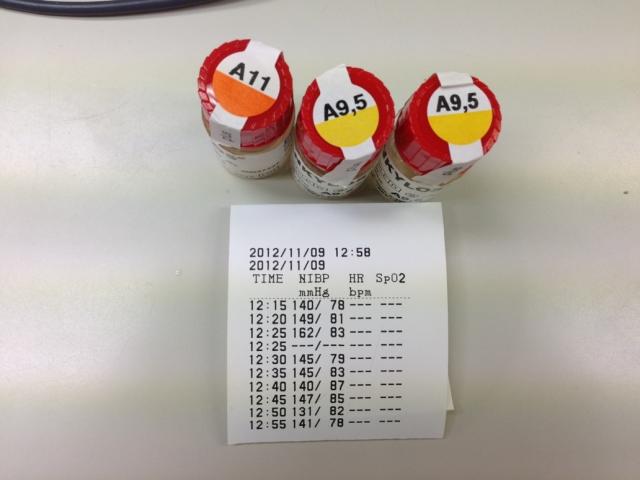 A11
A9,5
A9,5
2012/11/09 12:58
2012/11/09
TIME NIBP HR SpO2
mmHg bpm
12:15 140/ 78 --- ---
12:20 149/ 81 --- ---
12:25 162/ 83 --- ---
12:25 ---/--- --- ---
12:30 145/ 79 --- ---
12:35 145/ 83 --- ---
12:40 140/ 87 --- ---
12:45 147/ 85 --- ---
12:50 131/ 82 --- ---
12:55 141/ 78 --- ---